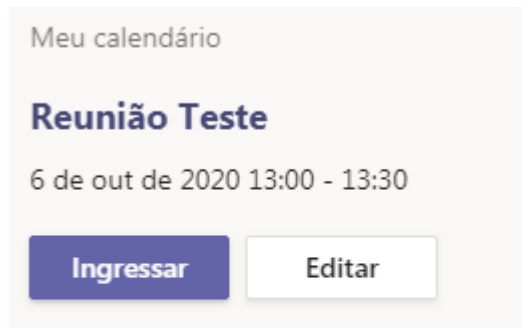 Meu calendário
Reunião Teste
6 de out de 2020 13:00 - 13:30
Ingressar
Editar